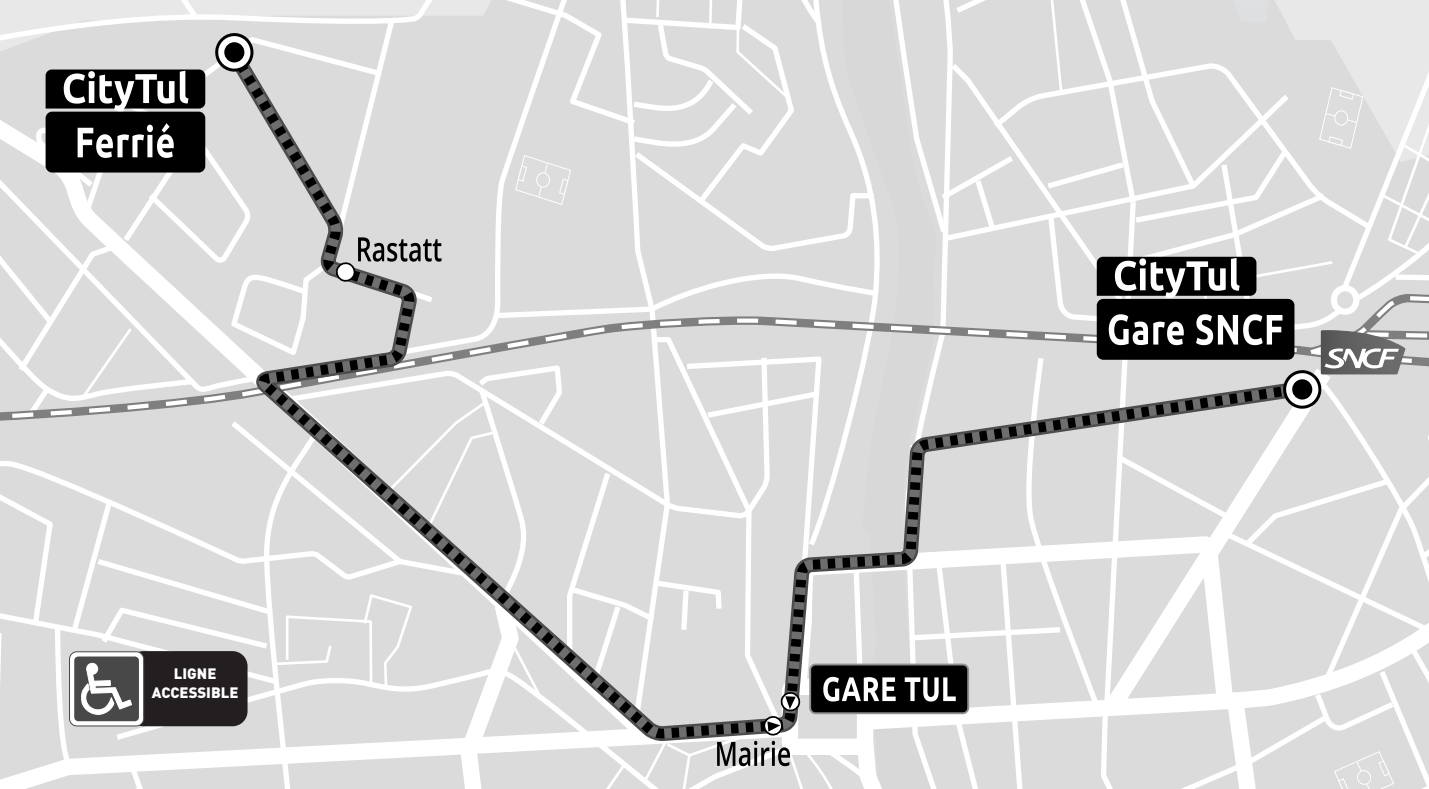 CityTul
Ferrié
Rastatt
CityTul
Gare SNCF
SNCF
LIGNE
ACCESSIBLE
GARE TUL
Mairie